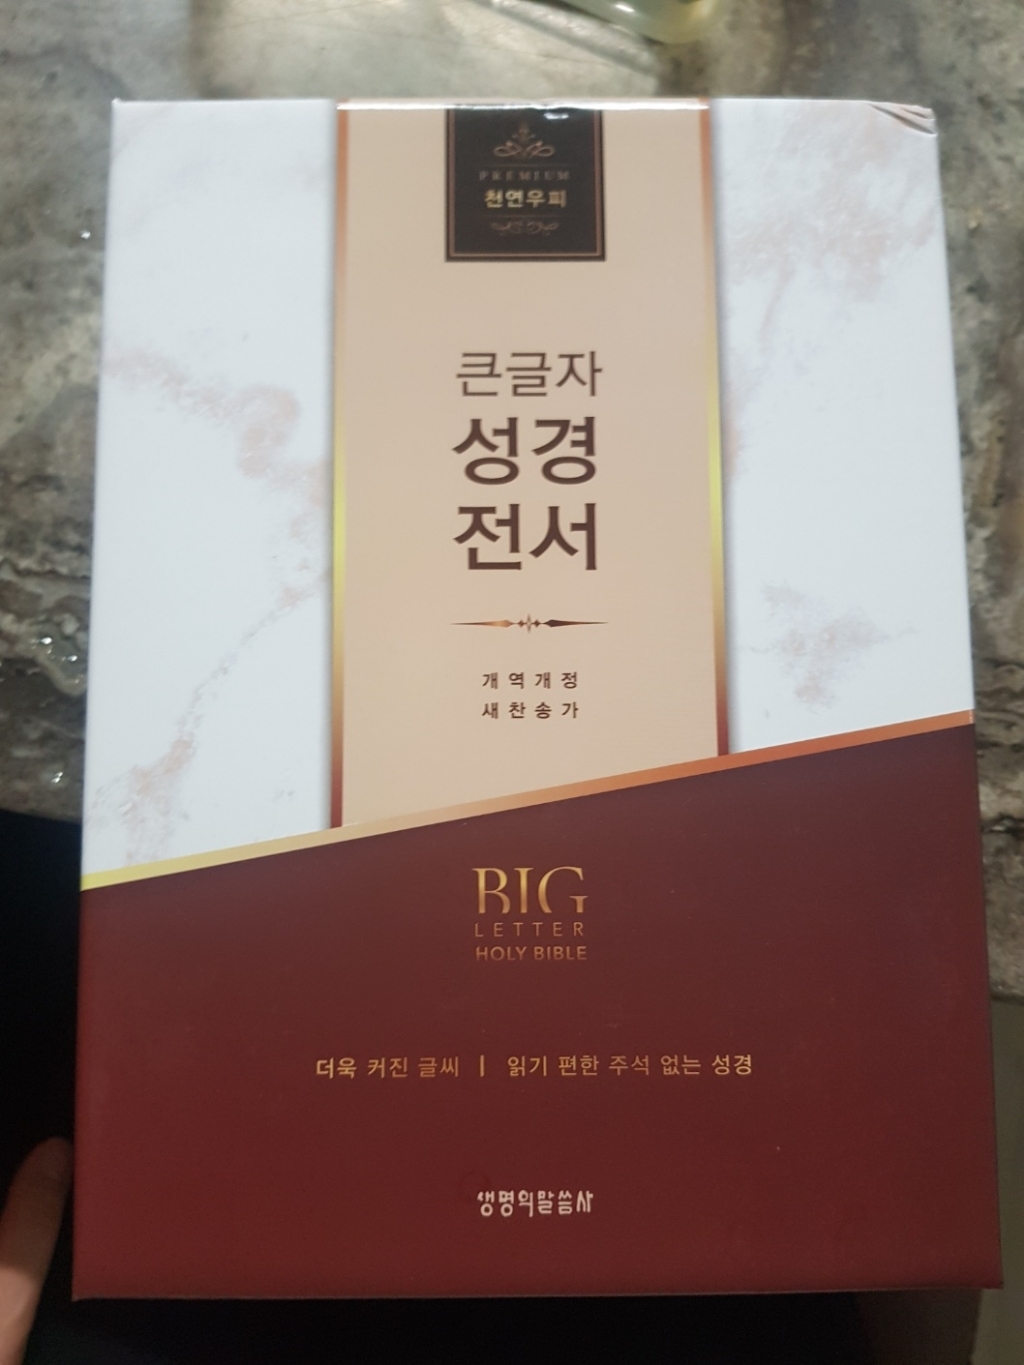 PREMIUM
천연우피
큰글자
성경
전서
개역개정
새찬송가
BIG
LETTER
HOLY BIBLE
더욱 커진 글씨 | 읽기 편한 주석 없는 성경
생명의말씀사